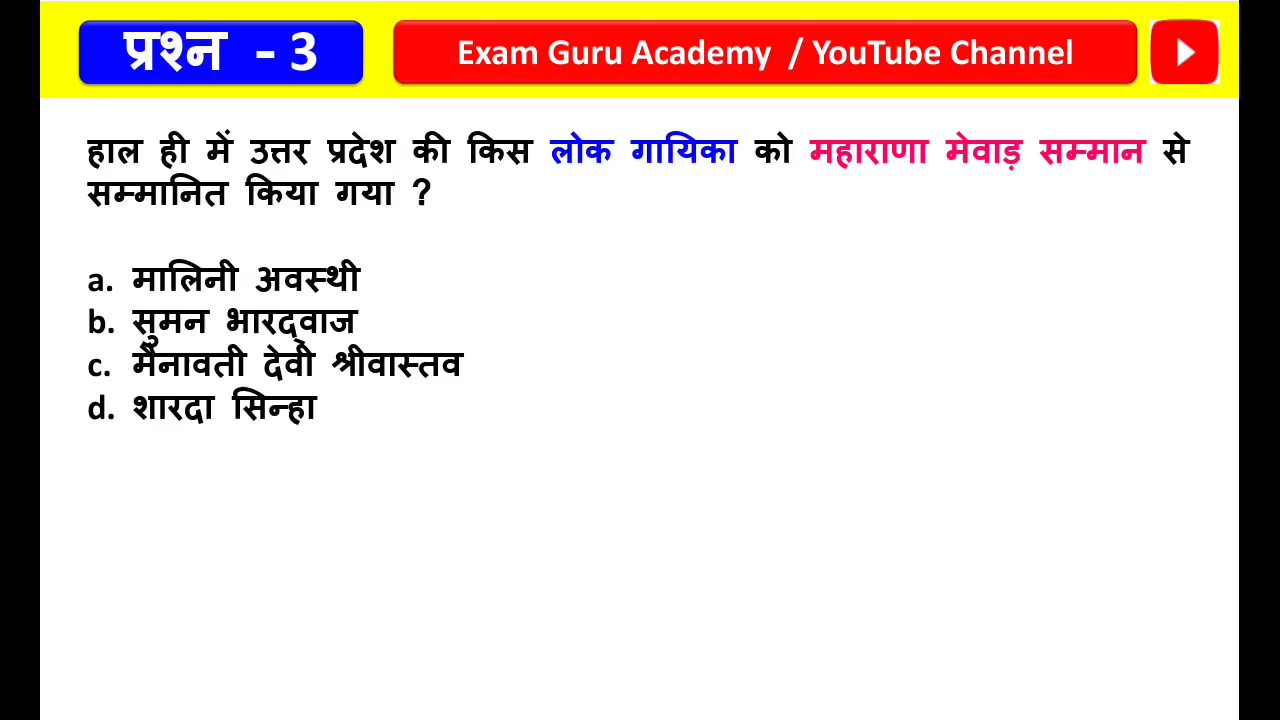 प्रश्न - 3
Exam Guru Academy / YouTube Channel
हाल ही में उत्तर प्रदेश की किस लोक गायिका को महाराणा मेवाड़ सम्मान से
सम्मानित किया गया ?
a. मालिनी अवस्थी
b. सुमन भारद्वाज
c. मैनावती देवी श्रीवास्तव
d. शारदा सिन्हा